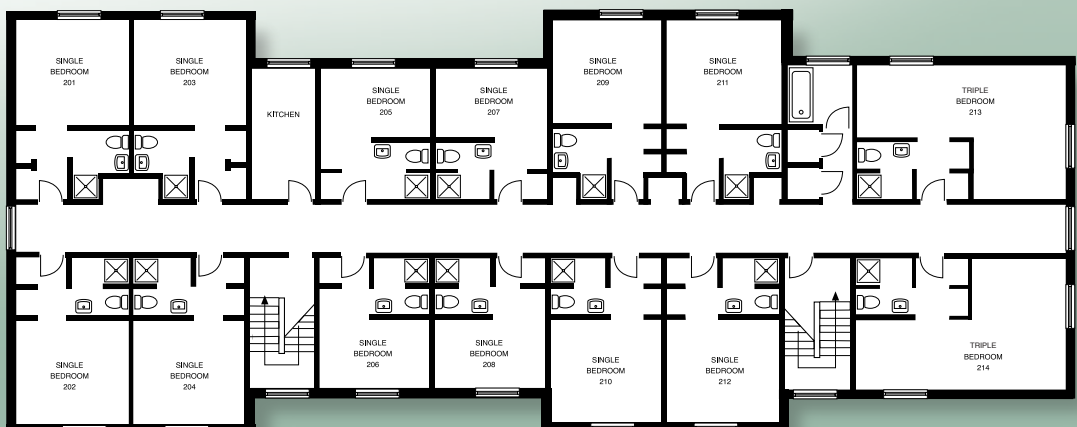 SINGLE
BEDROOM
201
SINGLE
BEDROOM
203
KITCHEN
SINGLE
BEDROOM
205
SINGLE
BEDROOM
207
SINGLE
BEDROOM
209
SINGLE
BEDROOM
211
TRIPLE
BEDROOM
213
SINGLE
BEDROOM
202
SINGLE
BEDROOM
204
SINGLE
BEDROOM
206
SINGLE
BEDROOM
208
SINGLE
BEDROOM
210
SINGLE
BEDROOM
212
TRIPLE
BEDROOM
214